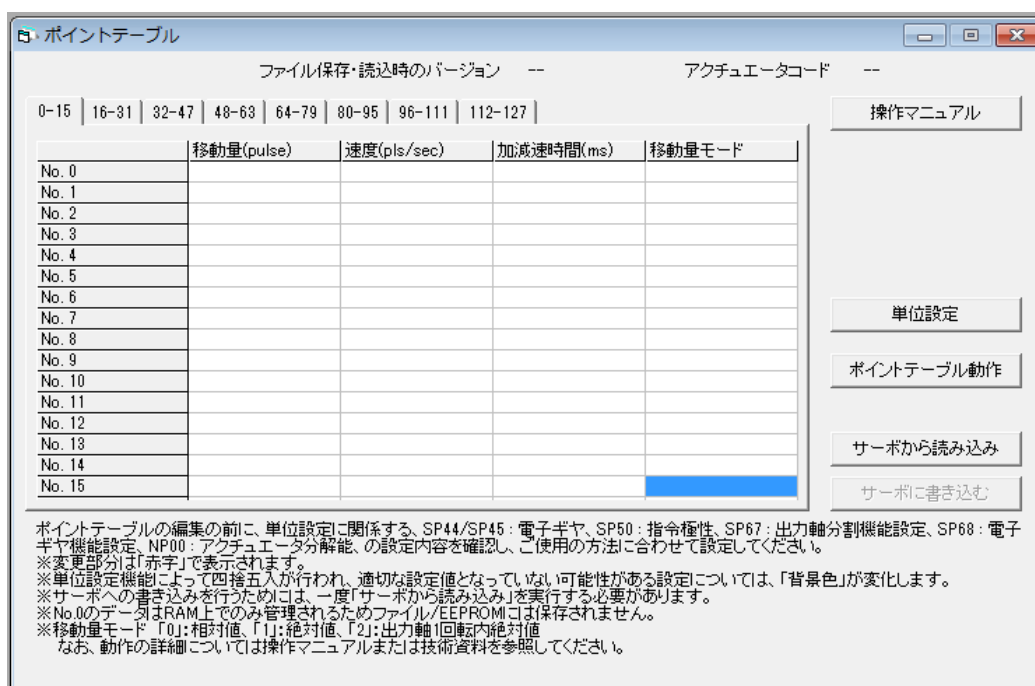 ポイントテーブル
ファイル保存・読込時のバージョン -- アクチュエータコード --
0-15 16-31 32-47 48-63 64-79 80-95 96-111 112-127 操作マニュアル
移動量(pulse) 速度(pls/sec) 加減速時間(ms) 移動量モード
No. 0
No. 1
No. 2
No. 3
No. 4
No. 5
No. 6
No. 7
単位設定
No. 8
No. 9
ポイントテーブル動作
No. 10
No. 11
No. 12
No. 13
サーボから読み込み
No. 14
No. 15
サーボに書き込む
ポイントテーブルの編集の前に、単位設定に関係する、SP44/SP45：電子ギヤ、SP50：指令極性、SP67：出力軸分割機能設定、SP68：電子
ギヤ機能設定、NP00：アクチュエータ分解能、の設定内容を確認し、ご使用の方法に合わせて設定してください。
※変更部分は「赤字」で表示されます。
※単位設定機能によって四捨五入が行われ、適切な設定値となっていない可能性がある設定については、「背景色」が変化します。
※サーボへの書き込みを行うためには、一度「サーボから読み込み」を実行する必要があります。
※No.0のデータはRAM上でのみ管理されるためファイル/EEPROMには保存されません。
※移動量モード 「0」：相対値、「1」：絶対値、「2」：出力軸1回転内絶対値
なお、動作の詳細については操作マニュアルまたは技術資料を参照してください。